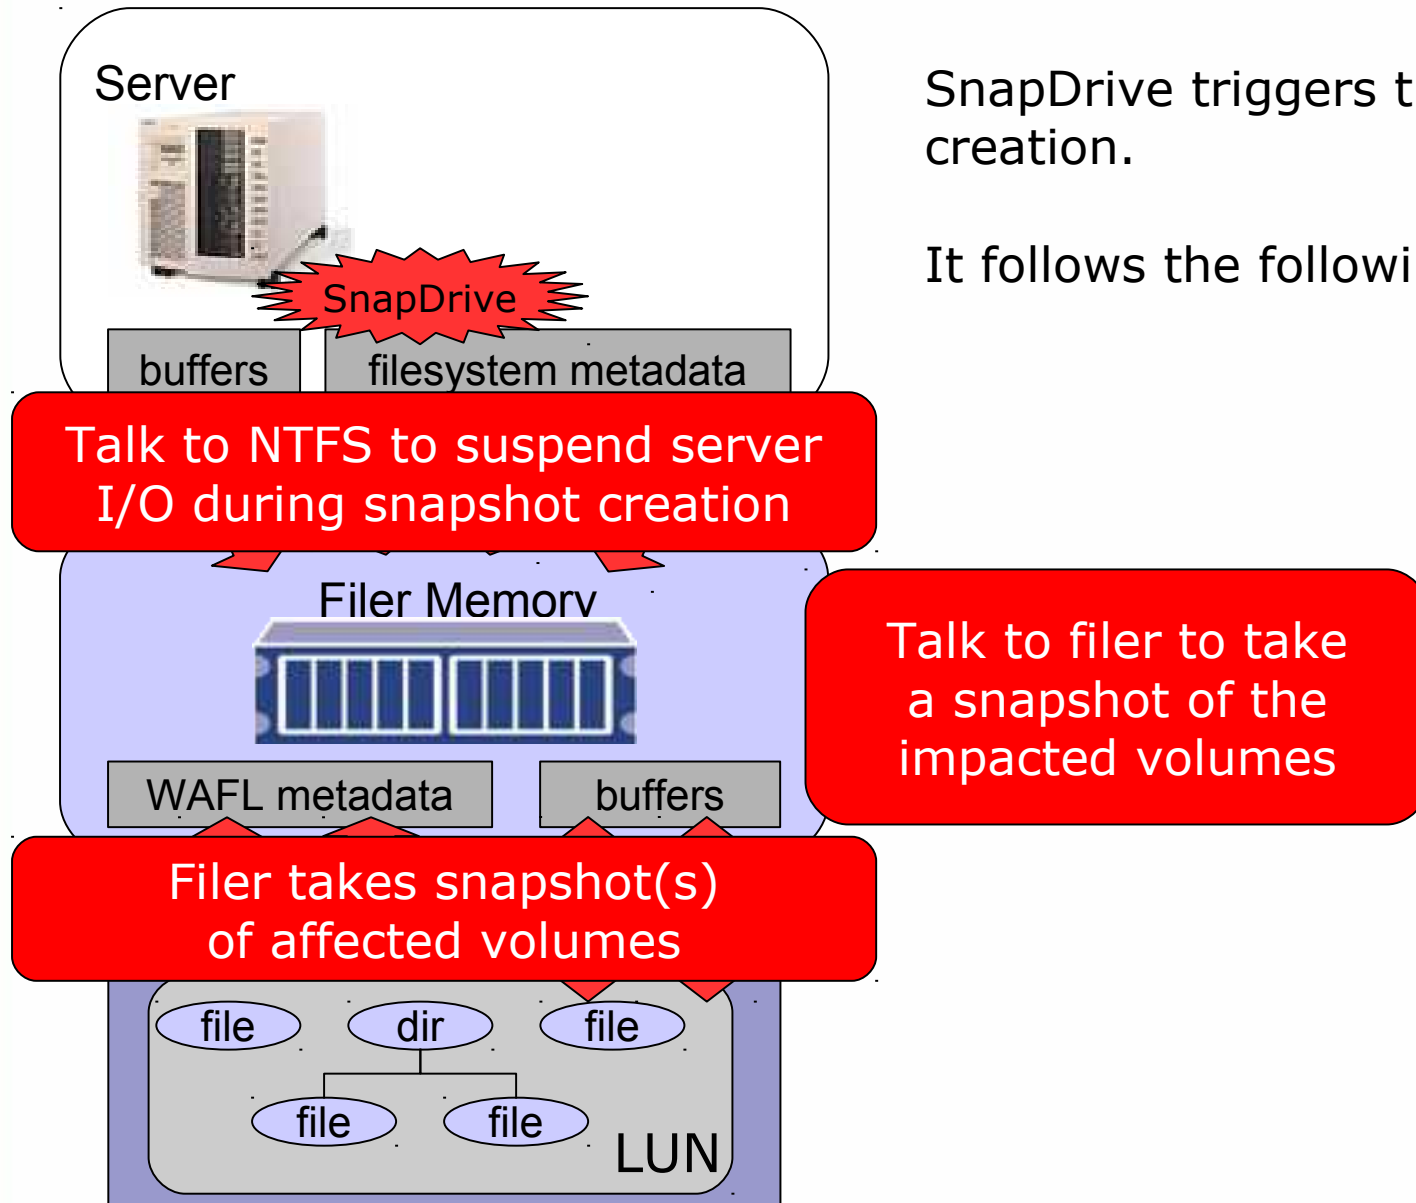 Server
SnapDrive triggers t
creation.
It follows the followi
SnapDrive
buffers
filesystem metadata
Talk to NTFS to suspend server
I/O during snapshot creation
Filer Memory
Talk to filer to take
a snapshot of the
impacted volumes
WAFL metadata
buffers
Filer takes snapshot(s)
of affected volumes
file
dir
file
file
file
LUN